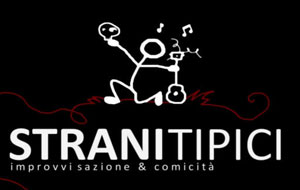 STRANITIPICI
improvvisazione & comicità